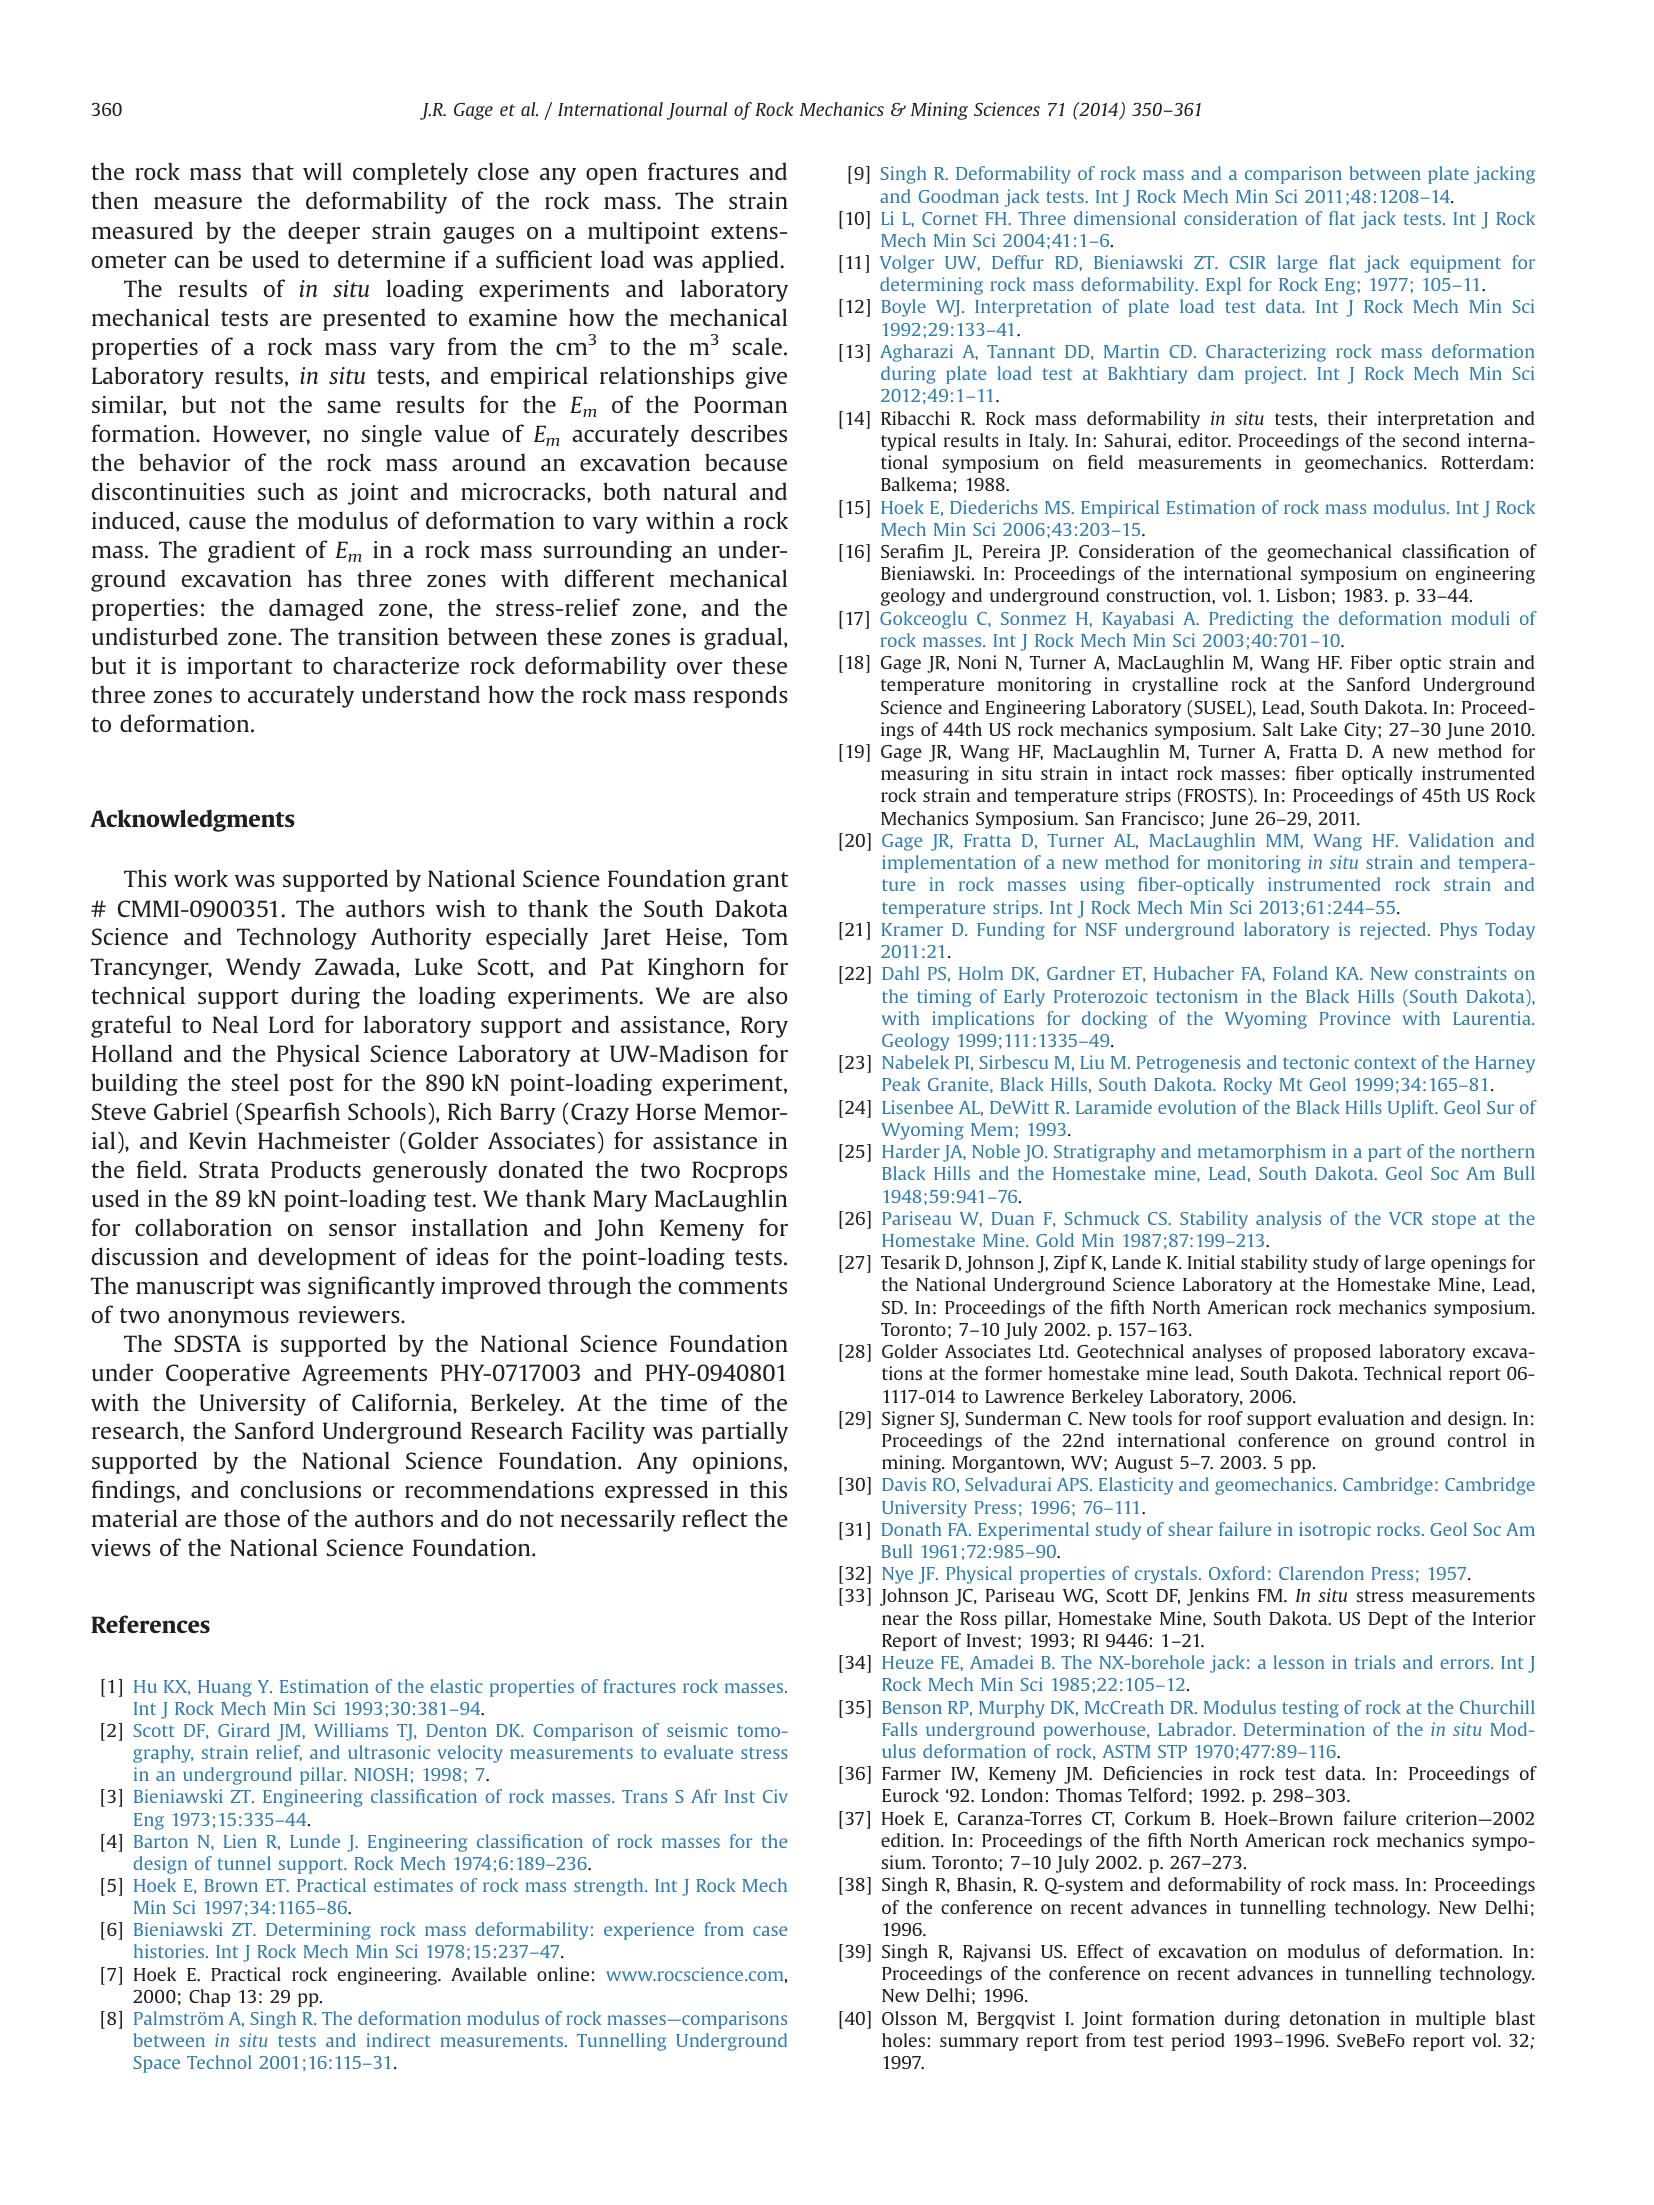 360
J.R. Gage et al. / International Journal of Rock Mechanics & Mining Sciences 71 (2014) 350–361
the rock mass that will completely close any open fractures and
then measure the deformability of the rock mass. The strain
measured by the deeper strain gauges on a multipoint extens-
ometer can be used to determine if a sufficient load was applied.
The results of in situ loading experiments and laboratory
mechanical tests are presented to examine how the mechanical
properties of a rock mass vary from the cm³ to the m³ scale.
Laboratory results, in situ tests, and empirical relationships give
similar, but not the same results for the Em of the Poorman
formation. However, no single value of Em accurately describes
the behavior of the rock mass around an excavation because
discontinuities such as joint and microcracks, both natural and
induced, cause the modulus of deformation to vary within a rock
mass. The gradient of Em in a rock mass surrounding an under-
ground excavation has three zones with different mechanical
properties: the damaged zone, the stress-relief zone, and the
undisturbed zone. The transition between these zones is gradual,
but it is important to characterize rock deformability over these
three zones to accurately understand how the rock mass responds
to deformation.
Acknowledgments
This work was supported by National Science Foundation grant
# CMMI-0900351. The authors wish to thank the South Dakota
Science and Technology Authority especially Jaret Heise, Tom
Trancynger, Wendy Zawada, Luke Scott, and Pat Kinghorn for
technical support during the loading experiments. We are also
grateful to Neal Lord for laboratory support and assistance, Rory
Holland and the Physical Science Laboratory at UW-Madison for
building the steel post for the 890 kN point-loading experiment,
Steve Gabriel (Spearfish Schools), Rich Barry (Crazy Horse Memor-
ial), and Kevin Hachmeister (Golder Associates) for assistance in
the field. Strata Products generously donated the two Rocprops
used in the 89 kN point-loading test. We thank Mary MacLaughlin
for collaboration on sensor installation and John Kemeny for
discussion and development of ideas for the point-loading tests.
The manuscript was significantly improved through the comments
of two anonymous reviewers.
The SDSTA is supported by the National Science Foundation
under Cooperative Agreements PHY-0717003 and PHY-0940801
with the University of California, Berkeley. At the time of the
research, the Sanford Underground Research Facility was partially
supported by the National Science Foundation. Any opinions,
findings, and conclusions or recommendations expressed in this
material are those of the authors and do not necessarily reflect the
views of the National Science Foundation.
References
[1] Hu KX, Huang Y. Estimation of the elastic properties of fractures rock masses.
Int J Rock Mech Min Sci 1993;30:381–94.
[2] Scott DF, Girard JM, Williams TJ, Denton DK. Comparison of seismic tomo-
graphy, strain relief, and ultrasonic velocity measurements to evaluate stress
in an underground pillar. NIOSH; 1998; 7.
[3] Bieniawski ZT. Engineering classification of rock masses. Trans S Afr Inst Civ
Eng 1973;15:335–44.
[4] Barton N, Lien R, Lunde J. Engineering classification of rock masses for the
design of tunnel support. Rock Mech 1974;6:189–236.
[5] Hoek E, Brown ET. Practical estimates of rock mass strength. Int J Rock Mech
Min Sci 1997;34:1165–86.
[6] Bieniawski ZT. Determining rock mass deformability: experience from case
histories. Int J Rock Mech Min Sci 1978;15:237–47.
[7] Hoek E. Practical rock engineering. Available online: www.rocscience.com,
2000; Chap 13: 29 pp.
[8] Palmström A, Singh R. The deformation modulus of rock masses—comparisons
between in situ tests and indirect measurements. Tunnelling Underground
Space Technol 2001;16:115–31.
[9] Singh R. Deformability of rock mass and a comparison between plate jacking
and Goodman jack tests. Int J Rock Mech Min Sci 2011;48:1208–14.
[10] Li L, Cornet FH. Three dimensional consideration of flat jack tests. Int J Rock
Mech Min Sci 2004;41:1–6.
[11] Volger UW, Deffur RD, Bieniawski ZT. CSIR large flat jack equipment for
determining rock mass deformability. Expl for Rock Eng; 1977; 105–11.
[12] Boyle WJ. Interpretation of plate load test data. Int J Rock Mech Min Sci
1992;29:133–41.
[13] Agharazi A, Tannant DD, Martin CD. Characterizing rock mass deformation
during plate load test at Bakhtiary dam project. Int J Rock Mech Min Sci
2012;49:1–11.
[14] Ribacchi R. Rock mass deformability in situ tests, their interpretation and
typical results in Italy. In: Sahurai, editor. Proceedings of the second interna-
tional symposium on field measurements in geomechanics. Rotterdam:
Balkema; 1988.
[15] Hoek E, Diederichs MS. Empirical Estimation of rock mass modulus. Int J Rock
Mech Min Sci 2006;43:203–15.
[16] Serafim JL, Pereira JP. Consideration of the geomechanical classification of
Bieniawski. In: Proceedings of the international symposium on engineering
geology and underground construction, vol. 1. Lisbon; 1983. p. 33–44.
[17] Gokceoglu C, Sonmez H, Kayabasi A. Predicting the deformation moduli of
rock masses. Int J Rock Mech Min Sci 2003;40:701–10.
[18] Gage JR, Noni N, Turner A, MacLaughlin M, Wang HF. Fiber optic strain and
temperature monitoring in crystalline rock at the Sanford Underground
Science and Engineering Laboratory (SUSEL), Lead, South Dakota. In: Proceed-
ings of 44th US rock mechanics symposium. Salt Lake City; 27–30 June 2010.
[19] Gage JR, Wang HF, MacLaughlin M, Turner A, Fratta D. A new method for
measuring in situ strain in intact rock masses: fiber optically instrumented
rock strain and temperature strips (FROSTS). In: Proceedings of 45th US Rock
Mechanics Symposium. San Francisco; June 26–29, 2011.
[20] Gage JR, Fratta D, Turner AL, MacLaughlin MM, Wang HF. Validation and
implementation of a new method for monitoring in situ strain and tempera-
ture in rock masses using fiber-optically instrumented rock strain and
temperature strips. Int J Rock Mech Min Sci 2013;61:244–55.
[21] Kramer D. Funding for NSF underground laboratory is rejected. Phys Today
2011:21.
[22] Dahl PS, Holm DK, Gardner ET, Hubacher FA, Foland KA. New constraints on
the timing of Early Proterozoic tectonism in the Black Hills (South Dakota),
with implications for docking of the Wyoming Province with Laurentia.
Geology 1999;111:1335–49.
[23] Nabelek PI, Sirbescu M, Liu M. Petrogenesis and tectonic context of the Harney
Peak Granite, Black Hills, South Dakota. Rocky Mt Geol 1999;34:165–81.
[24] Lisenbee AL, DeWitt R. Laramide evolution of the Black Hills Uplift. Geol Sur of
Wyoming Mem; 1993.
[25] Harder JA, Noble JO. Stratigraphy and metamorphism in a part of the northern
Black Hills and the Homestake mine, Lead, South Dakota. Geol Soc Am Bull
1948;59:941–76.
[26] Pariseau W, Duan F, Schmuck CS. Stability analysis of the VCR stope at the
Homestake Mine. Gold Min 1987;87:199–213.
[27] Tesarik D, Johnson J, Zipf K, Lande K. Initial stability study of large openings for
the National Underground Science Laboratory at the Homestake Mine, Lead,
SD. In: Proceedings of the fifth North American rock mechanics symposium.
Toronto; 7–10 July 2002. p. 157–163.
[28] Golder Associates Ltd. Geotechnical analyses of proposed laboratory excava-
tions at the former homestake mine lead, South Dakota. Technical report 06-
1117-014 to Lawrence Berkeley Laboratory, 2006.
[29] Signer SJ, Sunderman C. New tools for roof support evaluation and design. In:
Proceedings of the 22nd international conference on ground control in
mining. Morgantown, WV; August 5–7. 2003. 5 pp.
[30] Davis RO, Selvadurai APS. Elasticity and geomechanics. Cambridge: Cambridge
University Press; 1996; 76–111.
[31] Donath FA. Experimental study of shear failure in isotropic rocks. Geol Soc Am
Bull 1961;72:985–90.
[32] Nye JF. Physical properties of crystals. Oxford: Clarendon Press; 1957.
[33] Johnson JC, Pariseau WG, Scott DF, Jenkins FM. In situ stress measurements
near the Ross pillar, Homestake Mine, South Dakota. US Dept of the Interior
Report of Invest; 1993; RI 9446: 1–21.
[34] Heuze FE, Amadei B. The NX-borehole jack: a lesson in trials and errors. Int J
Rock Mech Min Sci 1985;22:105–12.
[35] Benson RP, Murphy DK, McCreath DR. Modulus testing of rock at the Churchill
Falls underground powerhouse, Labrador. Determination of the in situ Mod-
ulus deformation of rock, ASTM STP 1970;477:89–116.
[36] Farmer IW, Kemeny JM. Deficiencies in rock test data. In: Proceedings of
Eurock ‘92. London: Thomas Telford; 1992. p. 298–303.
[37] Hoek E, Caranza-Torres CT, Corkum B. Hoek–Brown failure criterion—2002
edition. In: Proceedings of the fifth North American rock mechanics sympo-
sium. Toronto; 7–10 July 2002. p. 267–273.
[38] Singh R, Bhasin, R. Q-system and deformability of rock mass. In: Proceedings
of the conference on recent advances in tunnelling technology. New Delhi;
1996.
[39] Singh R, Rajvansi US. Effect of excavation on modulus of deformation. In:
Proceedings of the conference on recent advances in tunnelling technology.
New Delhi; 1996.
[40] Olsson M, Bergqvist I. Joint formation during detonation in multiple blast
holes: summary report from test period 1993–1996. SveBeFo report vol. 32;
1997.